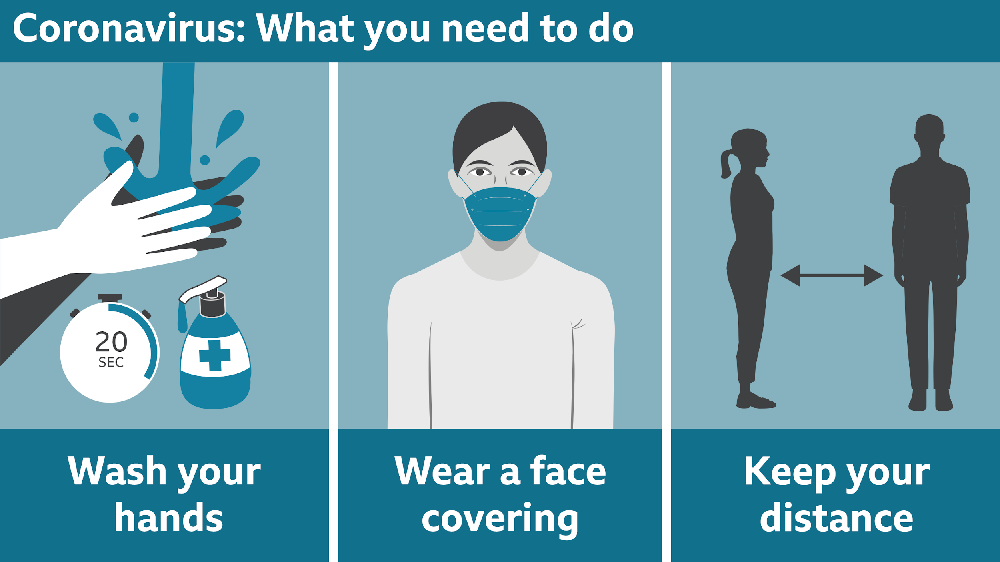 Coronavirus: What you need to do
20
SEC
Wash your
hands
Wear a face
covering
Keep your
distance